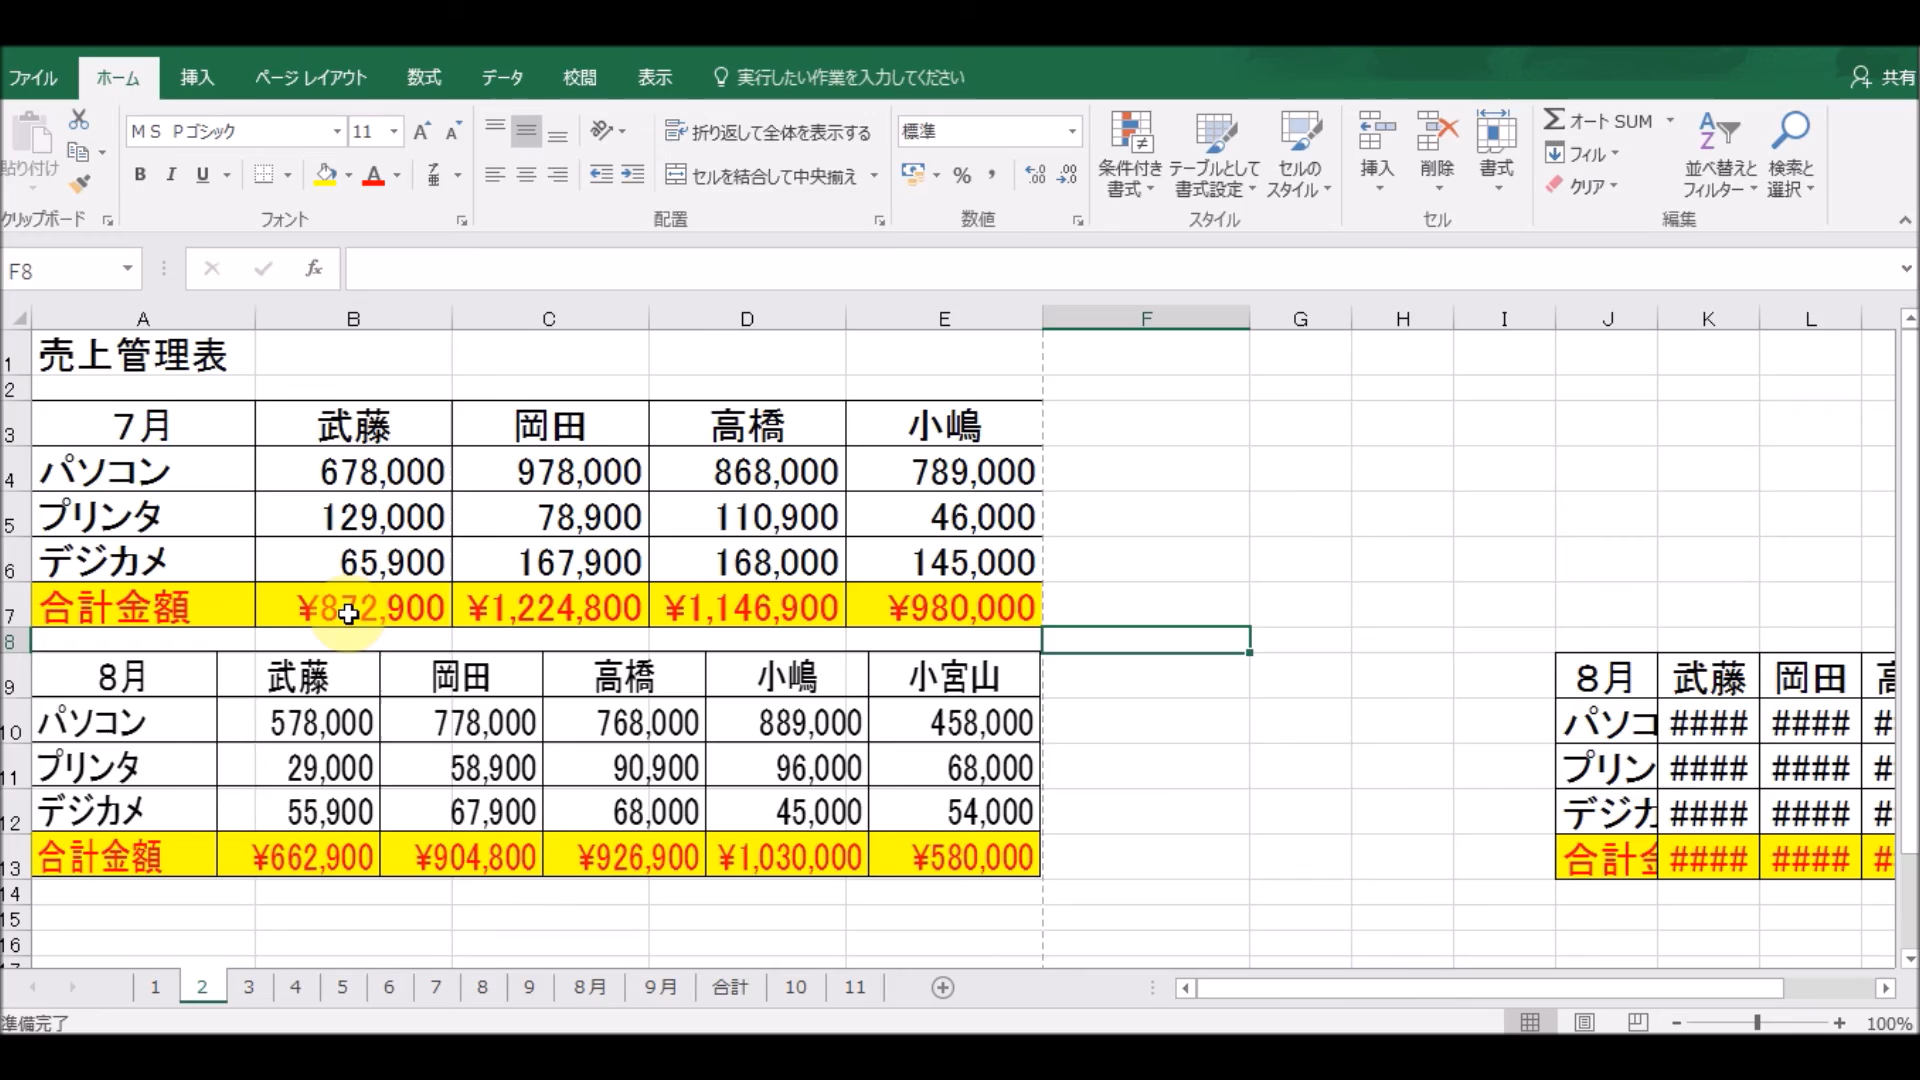 ファイル ホーム 挿入 ページ レイアウト 数式 データ 校閲 表示 実行したい作業を入力してください 共有
ＭＳ Ｐゴシック 11 折り返して全体を表示する 標準 オート SUM
貼り付け B I U セルを結合して中央揃え % 条件付き書式 テーブルとして書式設定 セルのスタイル 挿入 削除 書式 フィル クリア 並べ替えとフィルター 検索と選択
クリップボード フォント 配置 数値 スタイル セル 編集
F8 fx
A B C D E F G H I J K L
1 売上管理表
2
3 ７月 武藤 岡田 高橋 小嶋
4 パソコン 678,000 978,000 868,000 789,000
5 プリンタ 129,000 78,900 110,900 46,000
6 デジカメ 65,900 167,900 168,000 145,000
7 合計金額 ¥872,900 ¥1,224,800 ¥1,146,900 ¥980,000
8
9 8月 武藤 岡田 高橋 小嶋 小宮山 8月 武藤 岡田 高
10 パソコン 578,000 778,000 768,000 889,000 458,000 パソコ #### #### #
11 プリンタ 29,000 58,900 90,900 96,000 68,000 プリン #### #### #
12 デジカメ 55,900 67,900 68,000 45,000 54,000 デジカ #### #### #
13 合計金額 ¥662,900 ¥904,800 ¥926,900 ¥1,030,000 ¥580,000 合計金 #### #### #
14
15
16
1 2 3 4 5 6 7 8 9 8月 9月 合計 10 11
準備完了 100%